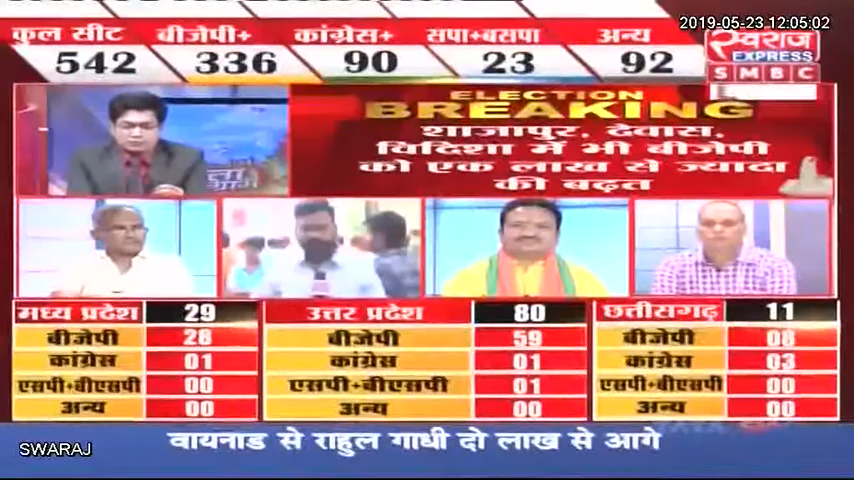 2019-05-23 12:05:02
कुल सीट बीजेपी+ कांग्रेस+ सपा+बसपा अन्य
542 336 90 23 92
स्वराज
EXPRESS
SMBC
ELECTION
BREAKING
शाजापुर, देवास,
विदिशा में भी बीजेपी
को एक लाख से ज्यादा
की बढ़त
मध्य प्रदेश 29
बीजेपी 28
कांग्रेस 01
एसपी+बीएसपी 00
अन्य 00
उत्तर प्रदेश 80
बीजेपी 59
कांग्रेस 01
एसपी+बीएसपी 01
अन्य 00
छत्तीसगढ़ 11
बीजेपी 08
कांग्रेस 03
एसपी+बीएसपी 00
अन्य 00
SWARAJ
वायनाड से राहुल गांधी दो लाख से आगे